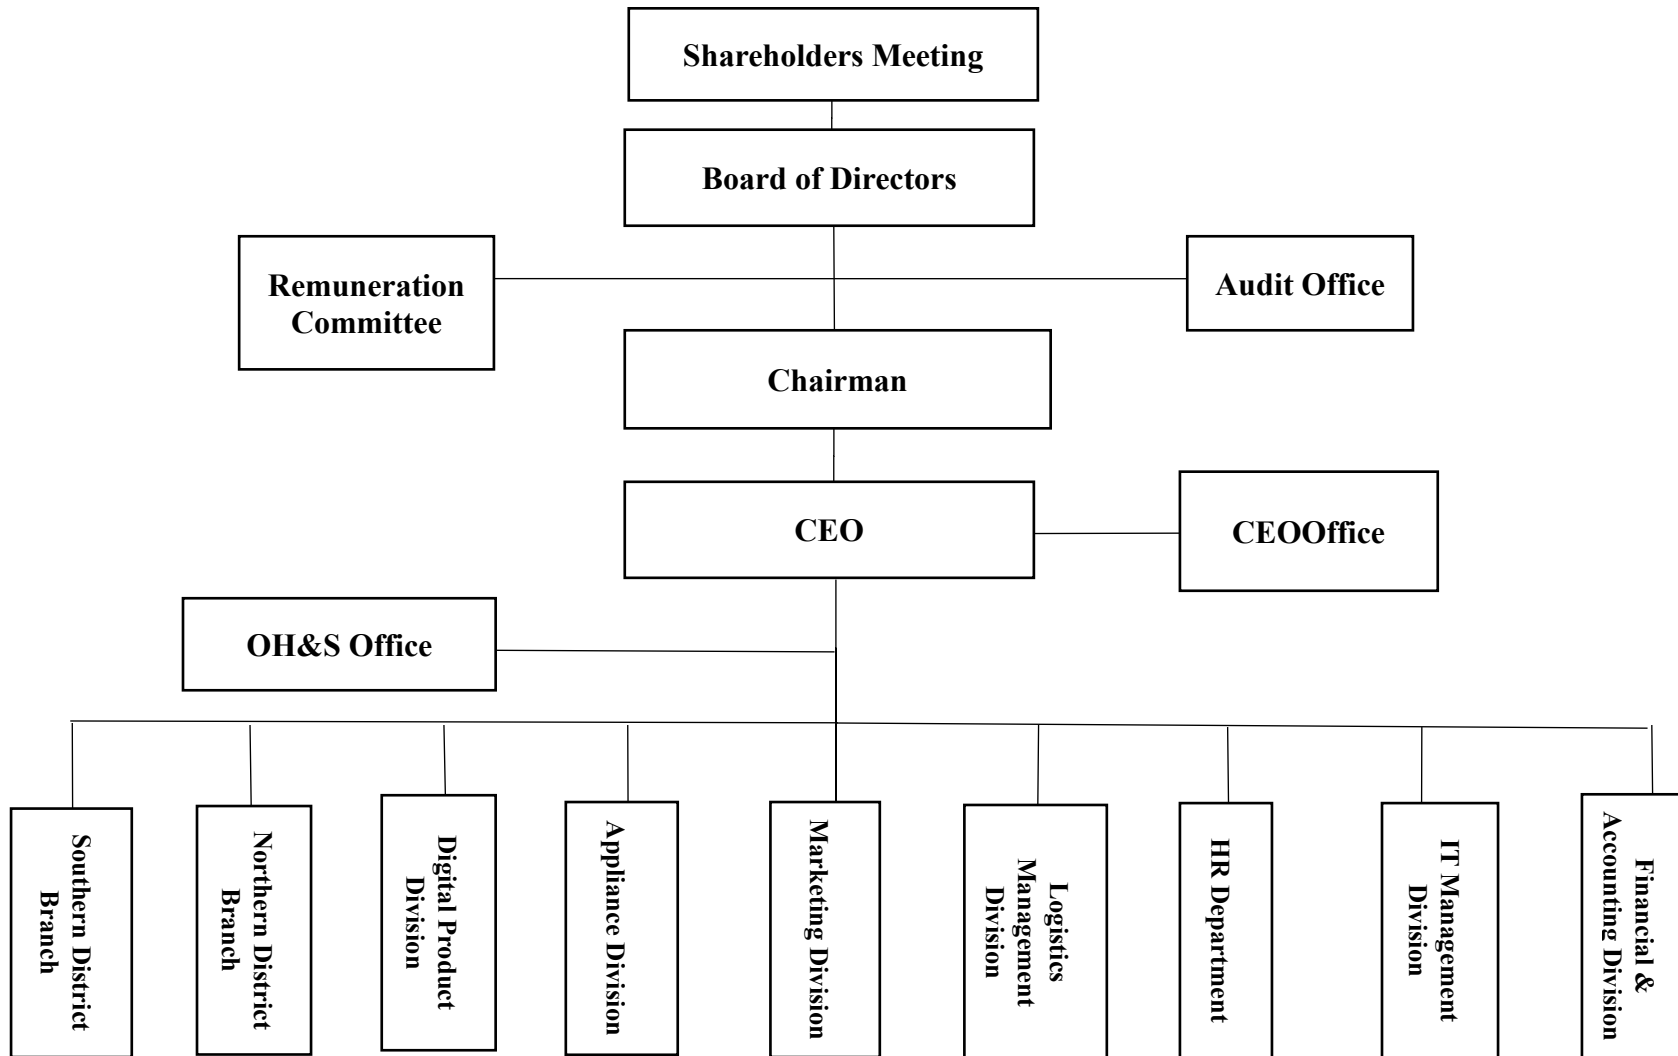 Shareholders Meeting
Board of Directors
Remuneration
Committee
Audit Office
Chairman
CEO
CEOOffice
OH&S Office
Southern District
Branch
Northern District
Branch
Digital Product
Division
Appliance Division
Marketing Division
Logistics
Management
Division
HR Department
IT Management
Division
Financial &
Accounting Division